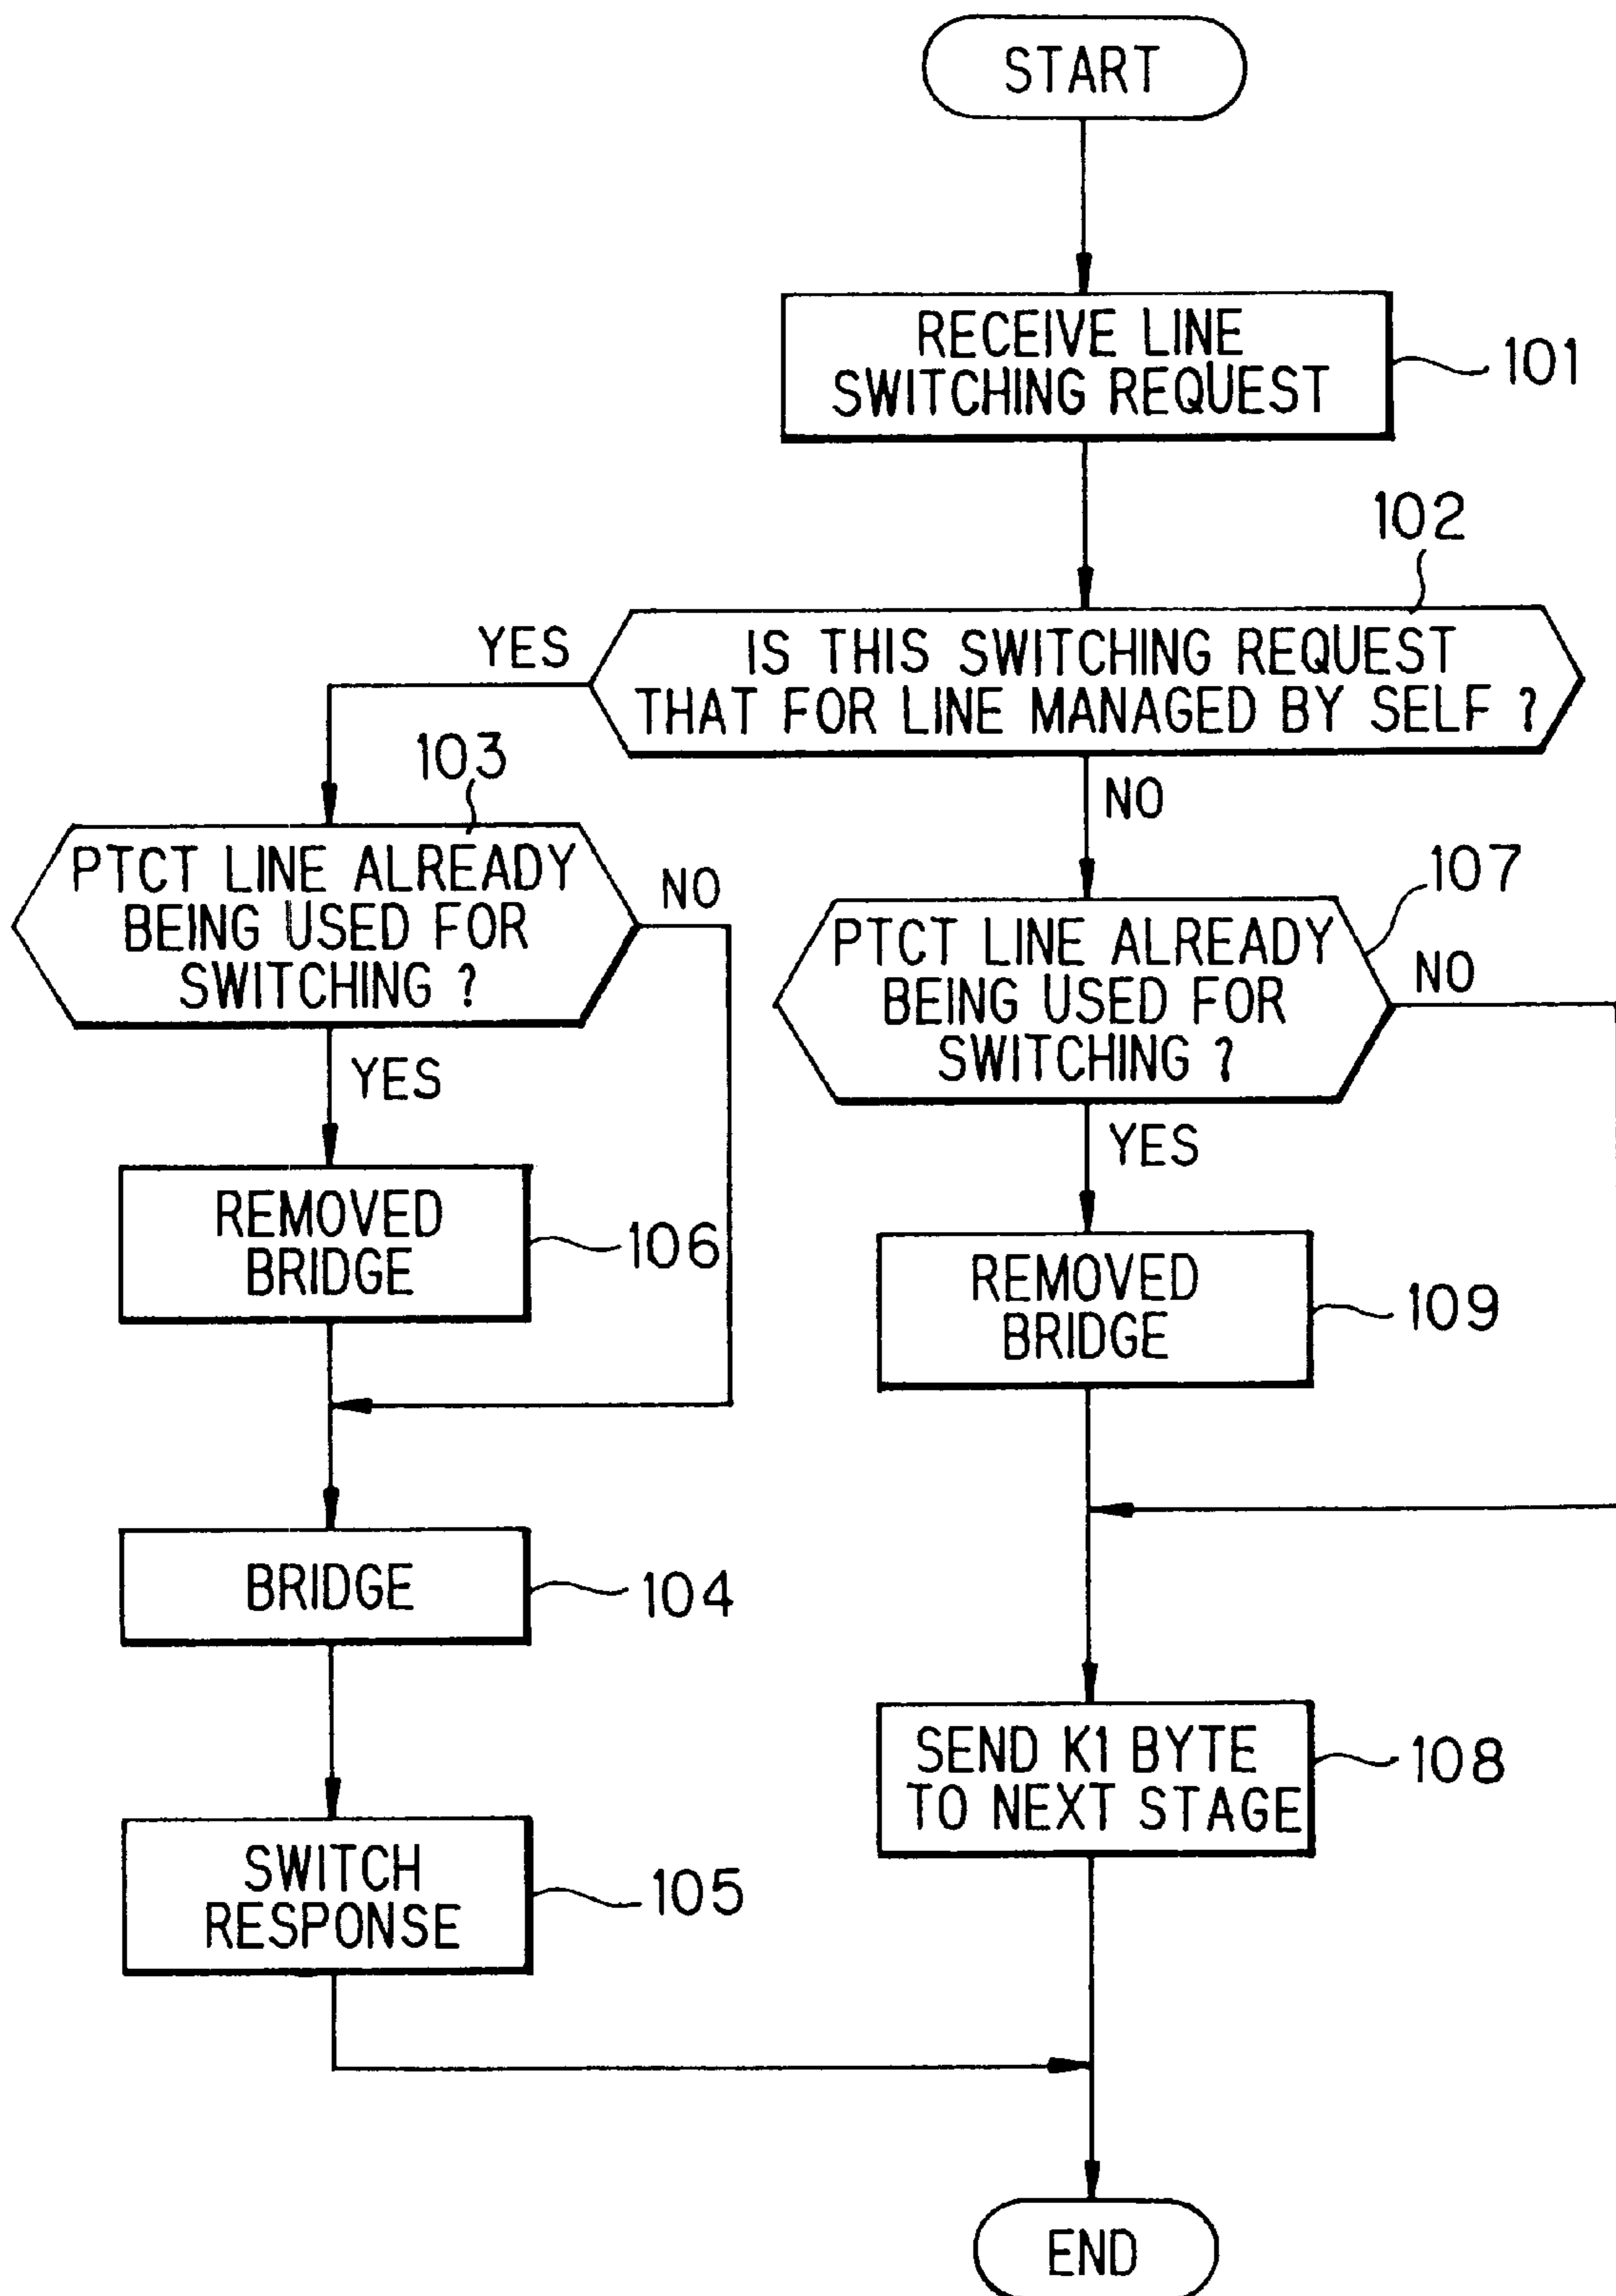 START
RECEIVE LINE
SWITCHING REQUEST
101
102
YES
IS THIS SWITCHING REQUEST
THAT FOR LINE MANAGED BY SELF ?
NO
103
PTCT LINE ALREADY
BEING USED FOR
SWITCHING ?
NO
YES
107
PTCT LINE ALREADY
BEING USED FOR
SWITCHING ?
NO
YES
REMOVED
BRIDGE
106
REMOVED
BRIDGE
109
BRIDGE
104
SEND K1 BYTE
TO NEXT STAGE
108
SWITCH
RESPONSE
105
END